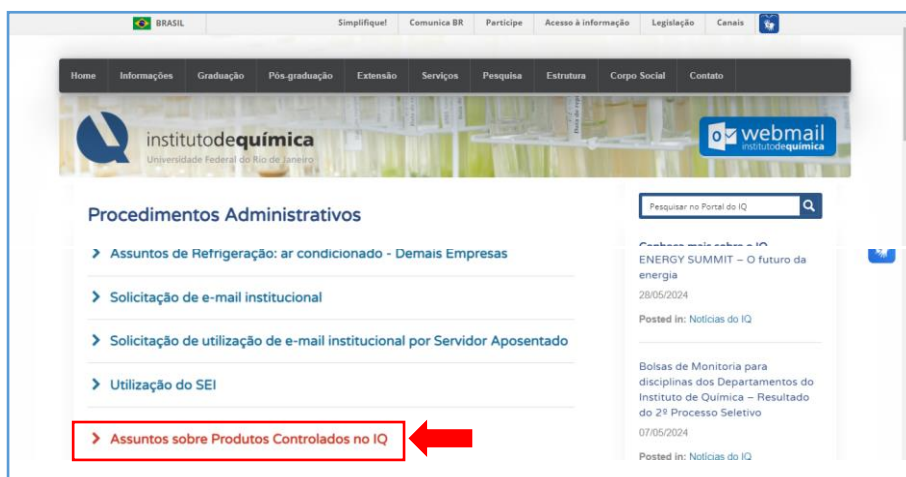 BRASIL Simplifique! Comunica BR Participe Acesso à informação Legislação Canais
Home Informações Graduação Pós-graduação Extensão Serviços Pesquisa Estrutura Corpo Social Contato
institutodequímica
Universidade Federal do Rio de Janeiro
webmail
institutodequímica
Procedimentos Administrativos
Pesquisar no Portal do IQ
Assuntos de Refrigeração: ar condicionado - Demais Empresas
Solicitação de e-mail institucional
Solicitação de utilização de e-mail institucional por Servidor Aposentado
Utilização do SEI
Assuntos sobre Produtos Controlados no IQ
Conheça mais sobre o IQ
ENERGY SUMMIT – O futuro da
energia
28/05/2024
Posted in: Notícias do IQ
Bolsas de Monitoria para
disciplinas dos Departamentos do
Instituto de Química – Resultado
do 2º Processo Seletivo
07/05/2024
Posted in: Notícias do IQ